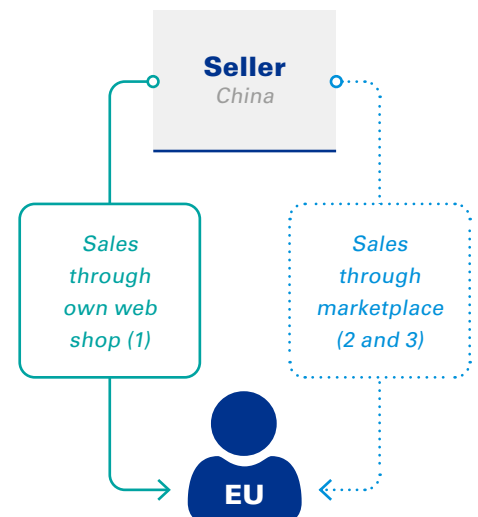 Seller
China
Sales
through
own web
shop (1)
Sales
through
marketplace
(2 and 3)
EU